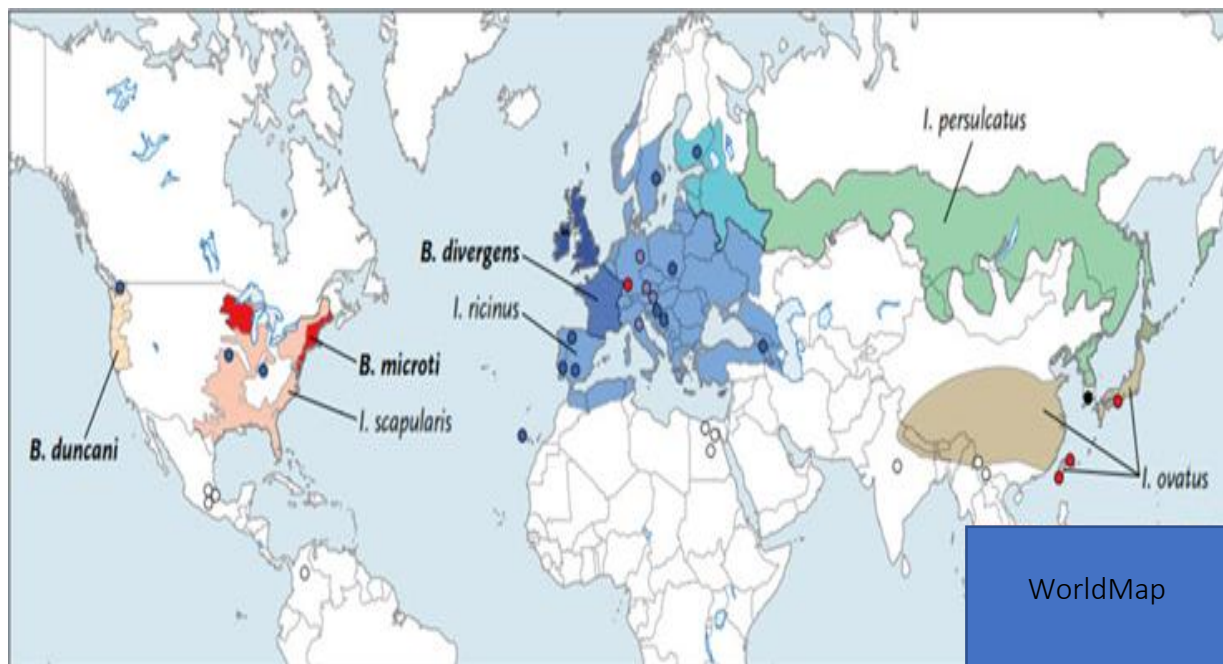 I. persulcatus
B. divergens
I. ricinus
B. microti
I. scapularis
B. duncani
I. ovatus
WorldMap